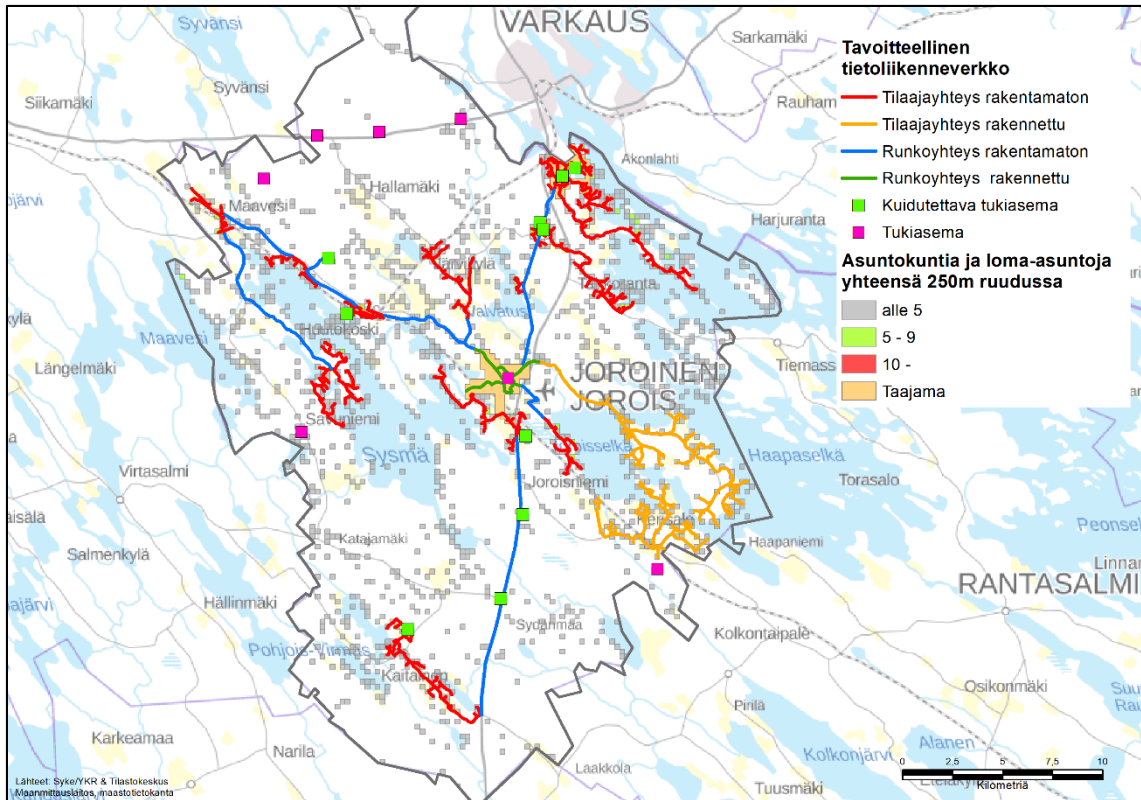 VARKAUS
Syvänsi
Sarkamäki
Syvänsi
Siikamäki
Rauham
Akonlahti
Hallamäki
Maavesi
Harjuranta
Maavesi
Längelmäki
Tiemass
JOROINEN
JOROIS
Savuniemi
Sysmä
Haapaselkä
Virtasalmi
Joroisniemi
Torasalo
Peonsel
Salmenkylä
Katajamäki
Haapaniemi
Linnan
RANTASALMI
Hällinmäki
Kolkontaipale
Pohjois-Virmas
Kaitainen
Osikonmäki
Pirilä
Karkeamaa
Narila
Kolkonjärvi
Alanen
Laakkola
Tuusmäki
Tavoitteellinen
tietoliikenneverkko
Tilaajayhteys rakentamaton
Tilaajayhteys rakennettu
Runkoyhteys rakentamaton
Runkoyhteys rakennettu
Kuidutettava tukiasema
Tukiasema
Asuntokuntia ja loma-asuntoja
yhteensä 250m ruudussa
alle 5
5 - 9
10 -
Taajama
0 2,5 5 7,5 10
Kilometriä
Lähteet: Syke/YKR & Tilastokeskus
Maanmittauslaitos, maastotietokanta